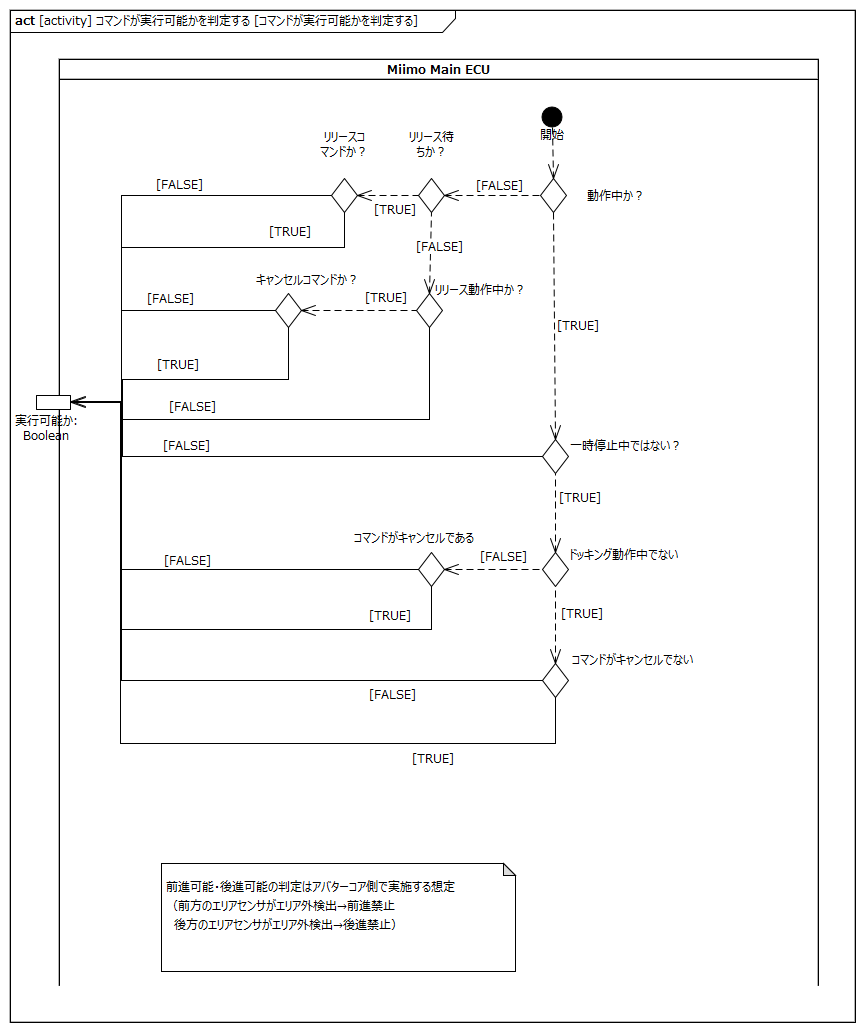 act [activity] コマンドが実行可能かを判定する [コマンドが実行可能かを判定する]
Miimo Main ECU
開始
リリースコ
マンドか？
リリース待
ちか？
[FALSE]
[FALSE]
動作中か？
[TRUE]
[TRUE]
[FALSE]
キャンセルコマンドか？
リリース動作中か？
[FALSE]
[TRUE]
[TRUE]
[TRUE]
[FALSE]
実行可能か:
Boolean
[FALSE]
一時停止中ではない？
[TRUE]
コマンドがキャンセルである
[FALSE]
[FALSE]
ドッキング動作中でない
[TRUE]
[TRUE]
コマンドがキャンセルでない
[FALSE]
[TRUE]
前進可能・後進可能の判定はアバターコア側で実施する想定
（前方のエリアセンサがエリア外検出→前進禁止
後方のエリアセンサがエリア外検出→後進禁止）